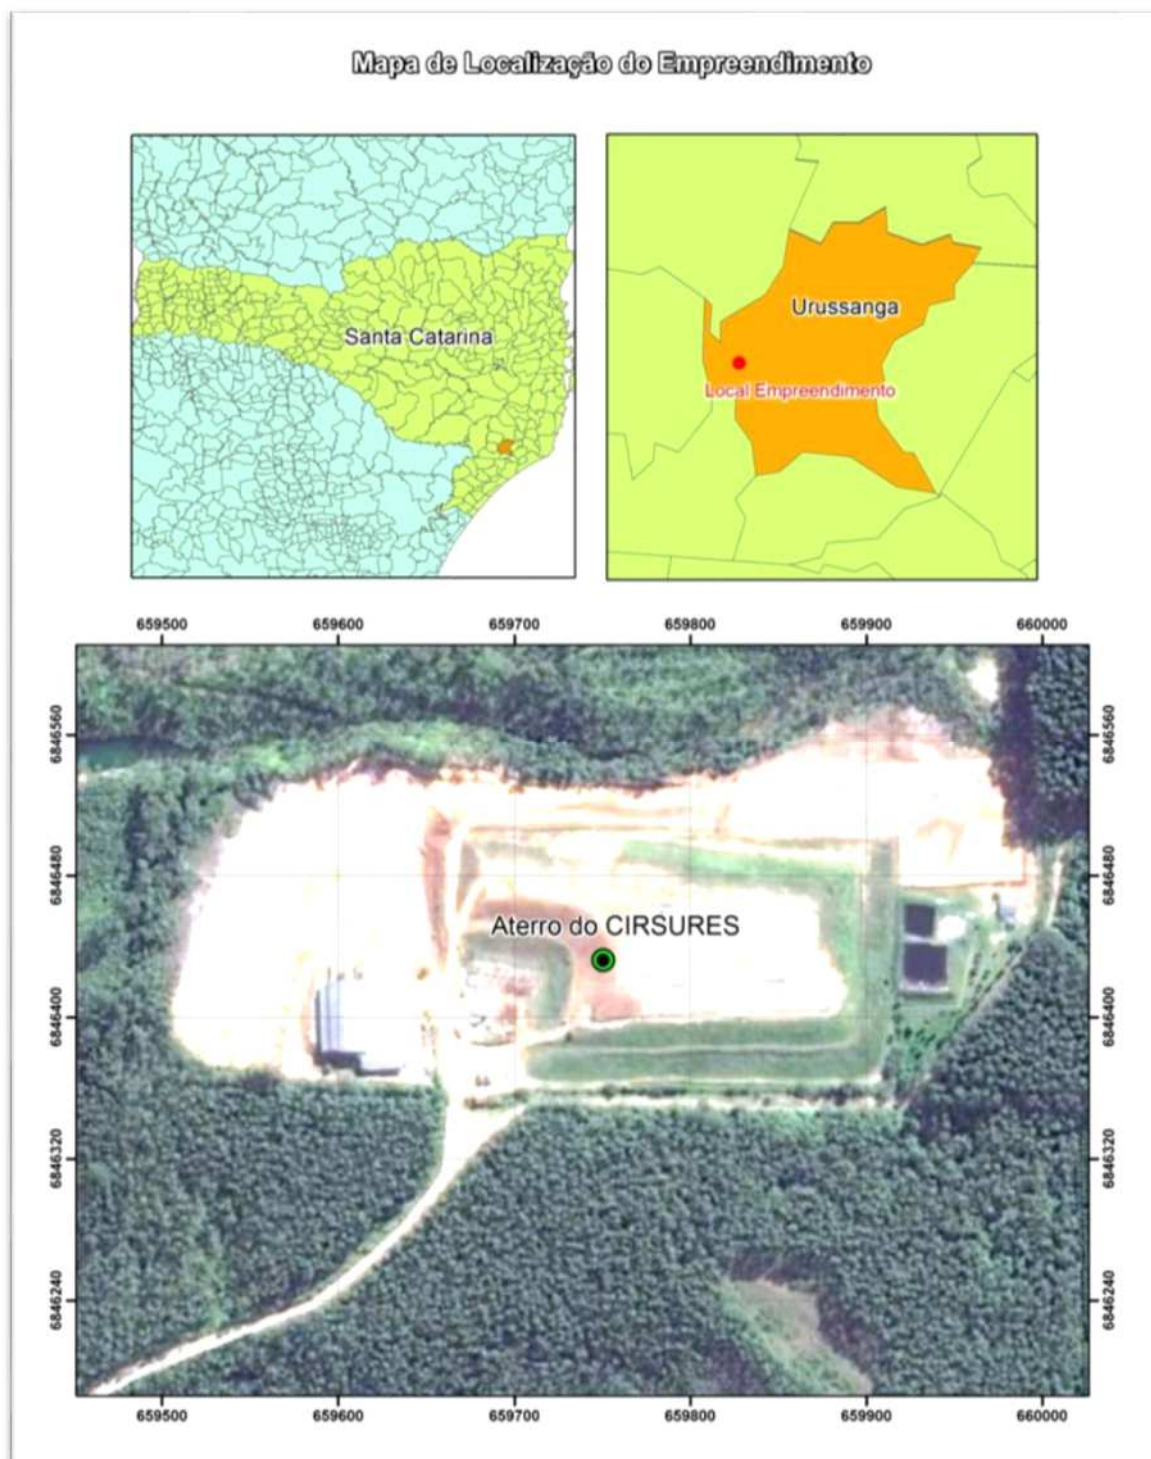 Mapa de Localização do Empreendimento
Santa Catarina
Urussanga
Local Empreendimento
659500 659600 659700 659800 659900 660000
6846560 6846560
6846480 6846480
Aterro do CIRSURES
6846400 6846400
6846320 6846320
6846240 6846240
659500 659600 659700 659800 659900 660000